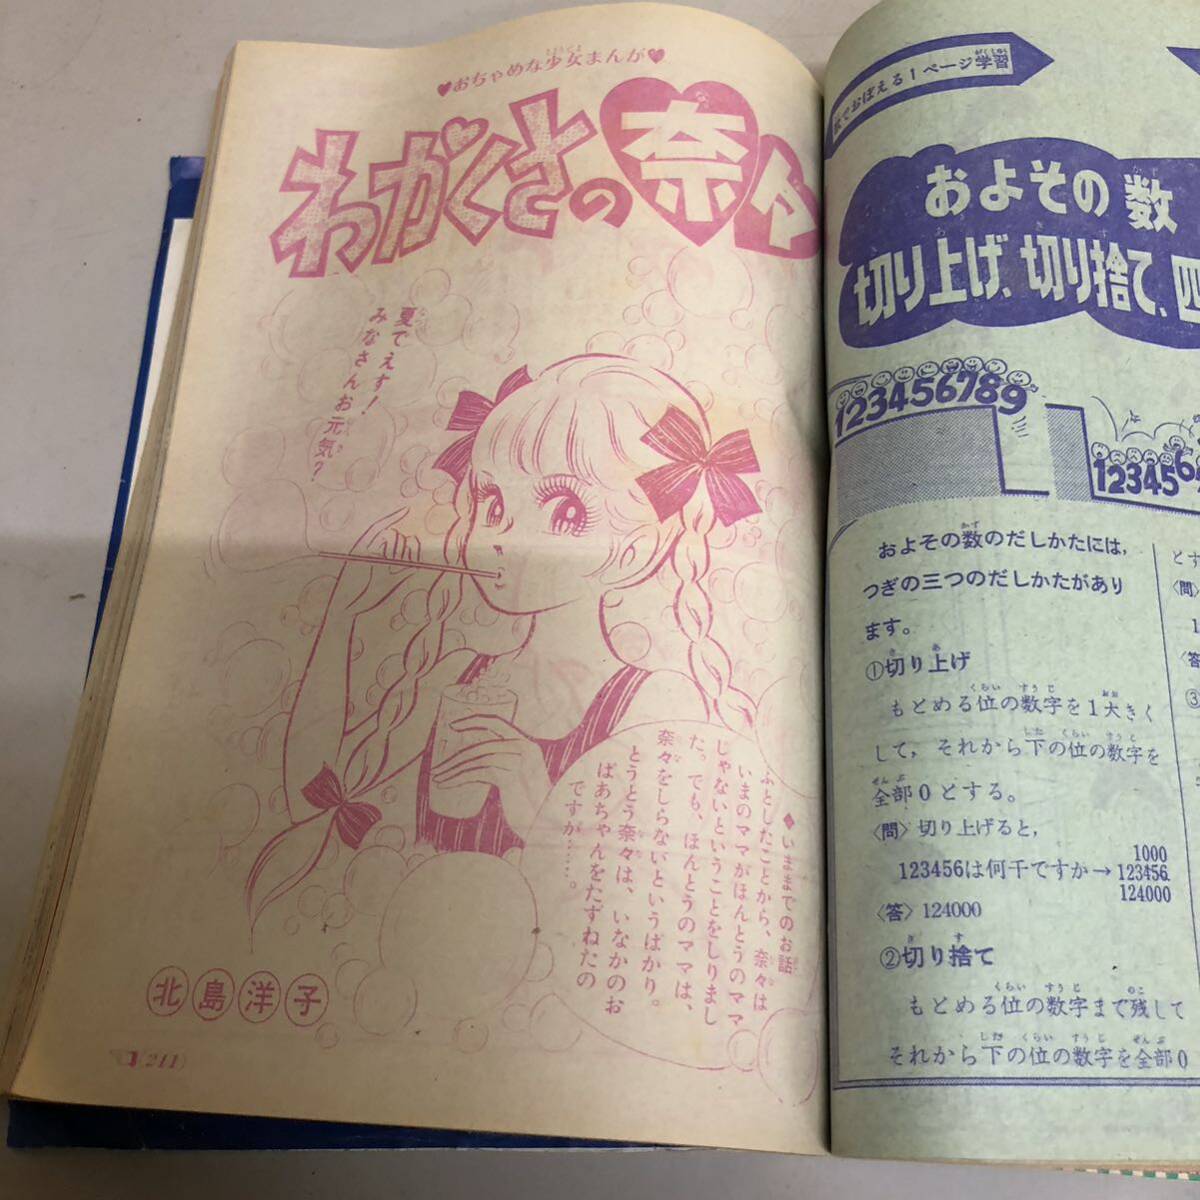 ♥おちゃめな少女まんが♥
わかくさの奈々
夏でえす!
みなさんお元気?
◆いままでのお話
ふとしたことから、奈々は
いまのママがほんとうのママ
じゃないということをしりまし
た。でも、ほんとうのママは、
奈々をしらないというばかり。
とうとう奈々は、いなかのお
ばあちゃんをたずねたの
ですが……。
北島洋子
(211)
でおぼえる1ページ学習
およその数
切り上げ、切り捨て、四
123456789
123456
およその数のだしかたには,
つぎの三つのだしかたがあり
ます。
①切り上げ
もとめる位の数字を1大きく
して, それから下の位の数字を
全部0とする。
〈問〉切り上げると,
123456は何千ですか→
1000
123456.
124000
〈答〉124000
②切り捨て
もとめる位の数字まで残して
それから下の位の数字を全部0
とす
〈問〉
1
〈答
③